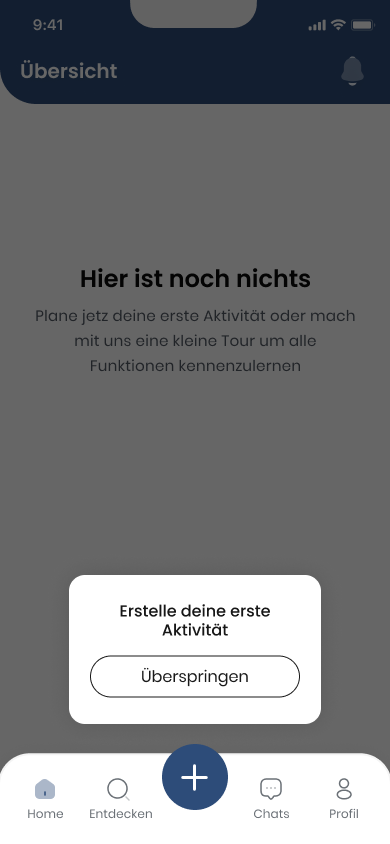 9:41
Übersicht
Hier ist noch nichts
Plane jetz deine erste Aktivität oder mach
mit uns eine kleine Tour um alle
Funktionen kennenzulernen
Erstelle deine erste
Aktivität
Überspringen
Home
Entdecken
Chats
Profil